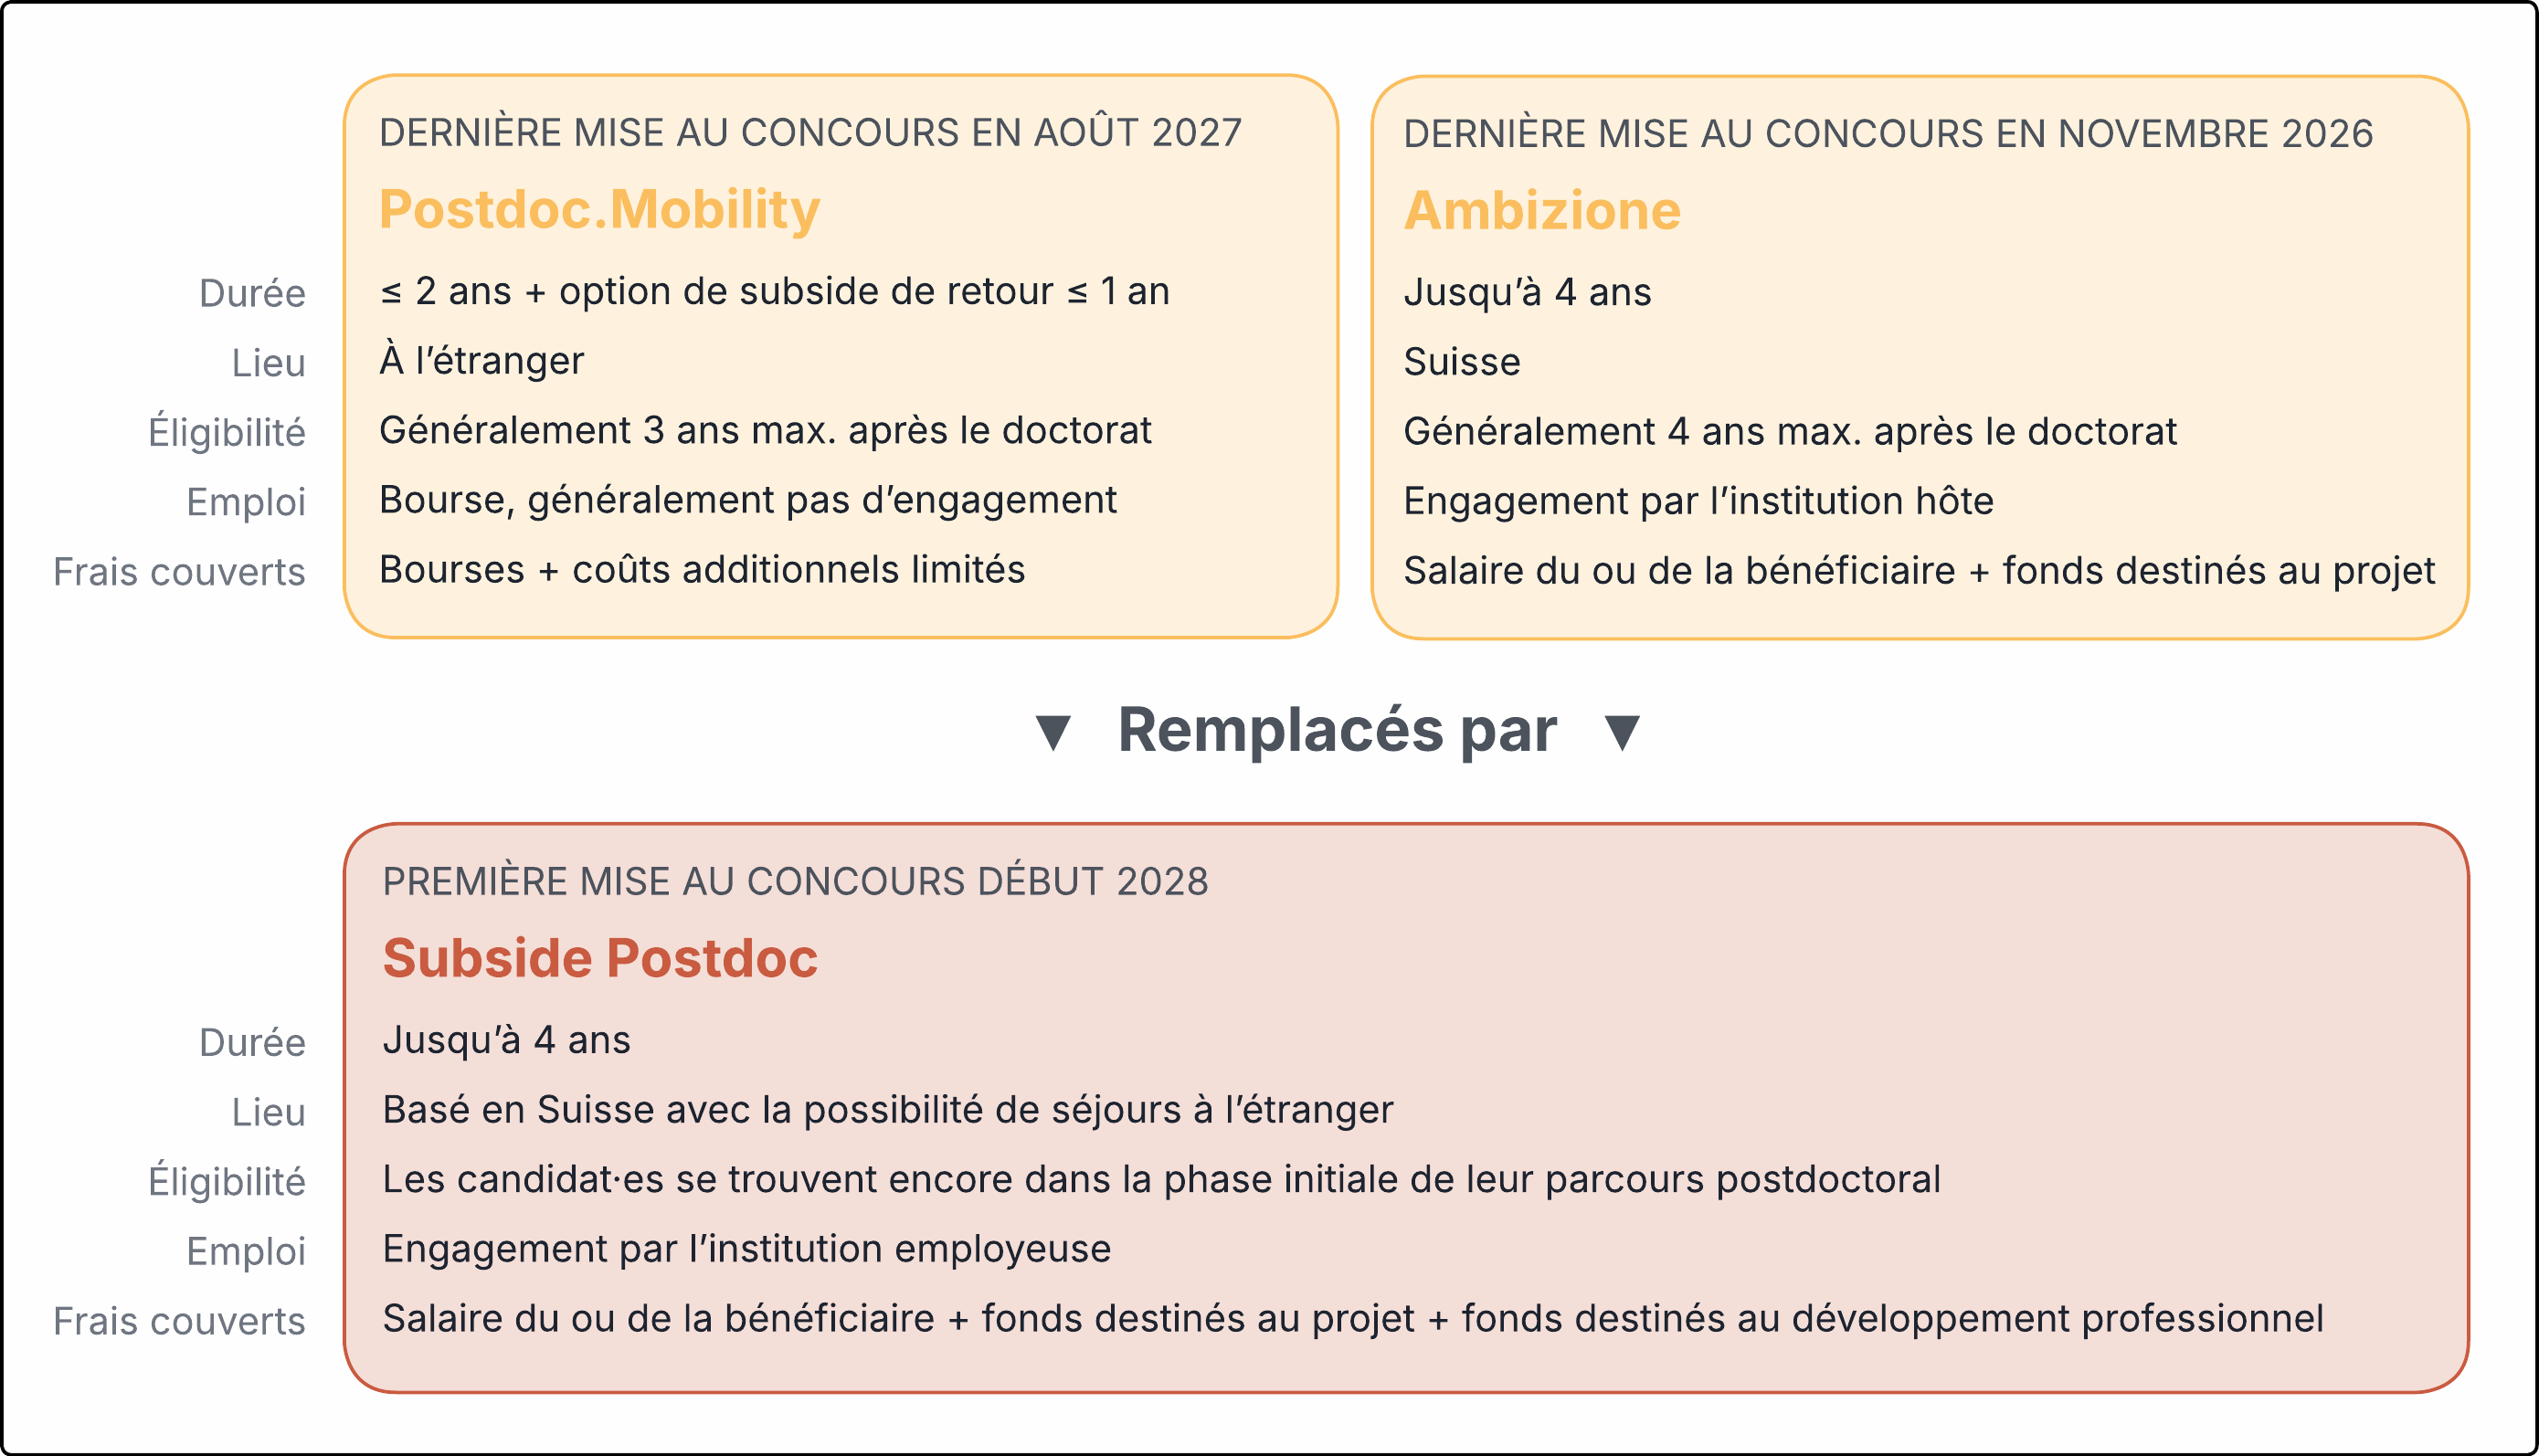 DERNIÈRE MISE AU CONCOURS EN AOÛT 2027
Postdoc.Mobility
Durée
≤ 2 ans + option de subside de retour ≤ 1 an
Lieu
À l’étranger
Éligibilité
Généralement 3 ans max. après le doctorat
Emploi
Bourse, généralement pas d’engagement
Frais couverts
Bourses + coûts additionnels limités
DERNIÈRE MISE AU CONCOURS EN NOVEMBRE 2026
Ambizione
Jusqu’à 4 ans
Suisse
Généralement 4 ans max. après le doctorat
Engagement par l’institution hôte
Salaire du ou de la bénéficiaire + fonds destinés au projet
▼ Remplacés par ▼
PREMIÈRE MISE AU CONCOURS DÉBUT 2028
Subside Postdoc
Durée
Jusqu’à 4 ans
Lieu
Basé en Suisse avec la possibilité de séjours à l’étranger
Éligibilité
Les candidat·es se trouvent encore dans la phase initiale de leur parcours postdoctoral
Emploi
Engagement par l’institution employeuse
Frais couverts
Salaire du ou de la bénéficiaire + fonds destinés au projet + fonds destinés au développement professionnel